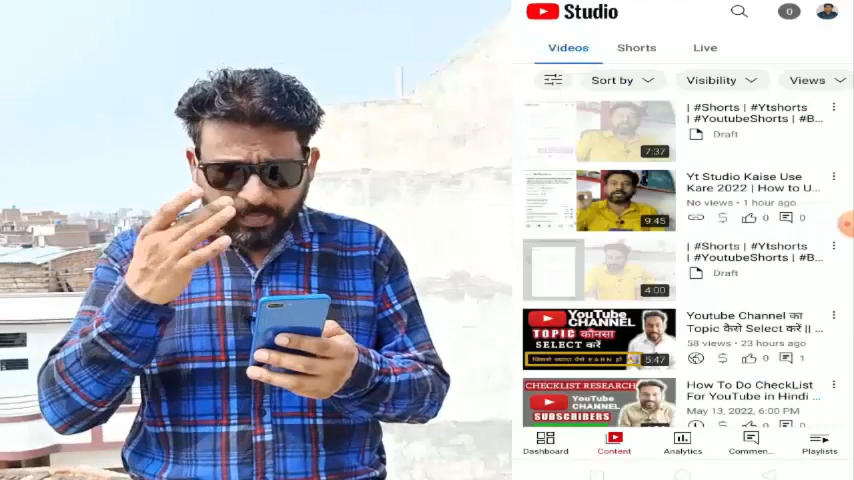 Studio
0
Videos Shorts Live
Sort by Visibility Views
| #Shorts | #Ytshorts
| #YoutubeShorts | #B...
Draft
7:37
Yt Studio Kaise Use
Kare 2022 | How to U...
No views • 1 hour ago
0 0
9:45
| #Shorts | #Ytshorts
| #YoutubeShorts | #B...
Draft
4:00
YouTube
CHANNEL
TOPIC कौनसा
SELECT करें
5:47
Youtube Channel का
Topic कैसे Select करें ||...
58 views • 23 hours ago
0 1
CHECKLIST RESEARCH
YouTube
CHANNEL
SUBSCRIBERS
How To Do CheckList
For YouTube in Hindi ...
May 13, 2022, 6:00 PM
Dashboard Content Analytics Commen... Playlists